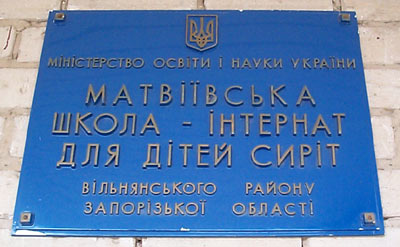 МІНІСТЕРСТВО ОСВІТИ І НАУКИ УКРАЇНИ
МАТВІЇВСЬКА
ШКОЛА - ІНТЕРНАТ
ДЛЯ ДІТЕЙ СИРІТ
ВІЛЬНЯНСЬКОГО РАЙОНУ
ЗАПОРІЗЬКОЇ ОБЛАСТІ